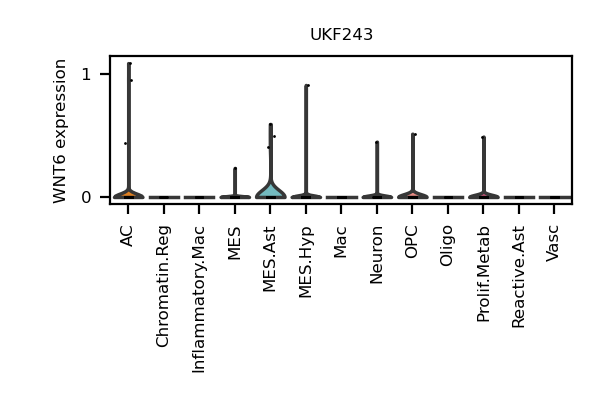 UKF243
WNT6 expression
1
0
AC
Chromatin.Reg
Inflammatory.Mac
MES
MES.Ast
MES.Hyp
Mac
Neuron
OPC
Oligo
Prolif.Metab
Reactive.Ast
Vasc